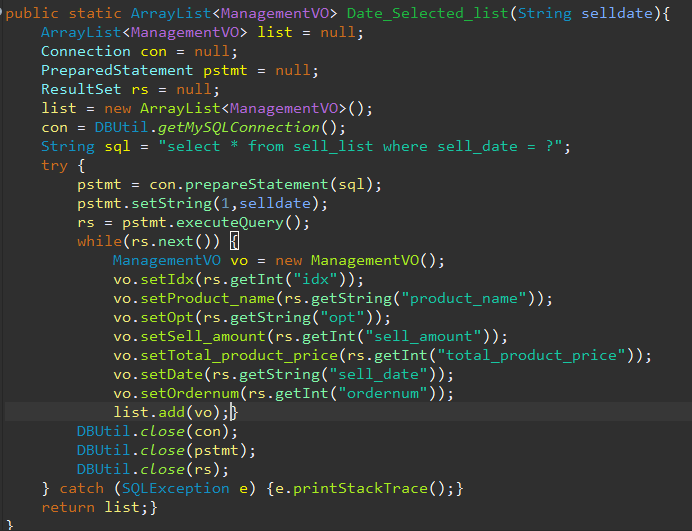 public static ArrayList<ManagementVO> Date_Selected_list(String selldate){
ArrayList<ManagementVO> list = null;
Connection con = null;
PreparedStatement pstmt = null;
ResultSet rs = null;
list = new ArrayList<ManagementVO>();
con = DBUtil.getMySQLConnection();
String sql = "select * from sell_list where sell_date = ?";
try {
pstmt = con.prepareStatement(sql);
pstmt.setString(1,selldate);
rs = pstmt.executeQuery();
while(rs.next()) {
ManagementVO vo = new ManagementVO();
vo.setIdx(rs.getInt("idx"));
vo.setProduct_name(rs.getString("product_name"));
vo.setOpt(rs.getString("opt"));
vo.setSell_amount(rs.getInt("sell_amount"));
vo.setTotal_product_price(rs.getInt("total_product_price"));
vo.setDate(rs.getString("sell_date"));
vo.setOrdernum(rs.getInt("ordernum"));
list.add(vo);}
DBUtil.close(con);
DBUtil.close(pstmt);
DBUtil.close(rs);
} catch (SQLException e) {e.printStackTrace();}
return list;}
}